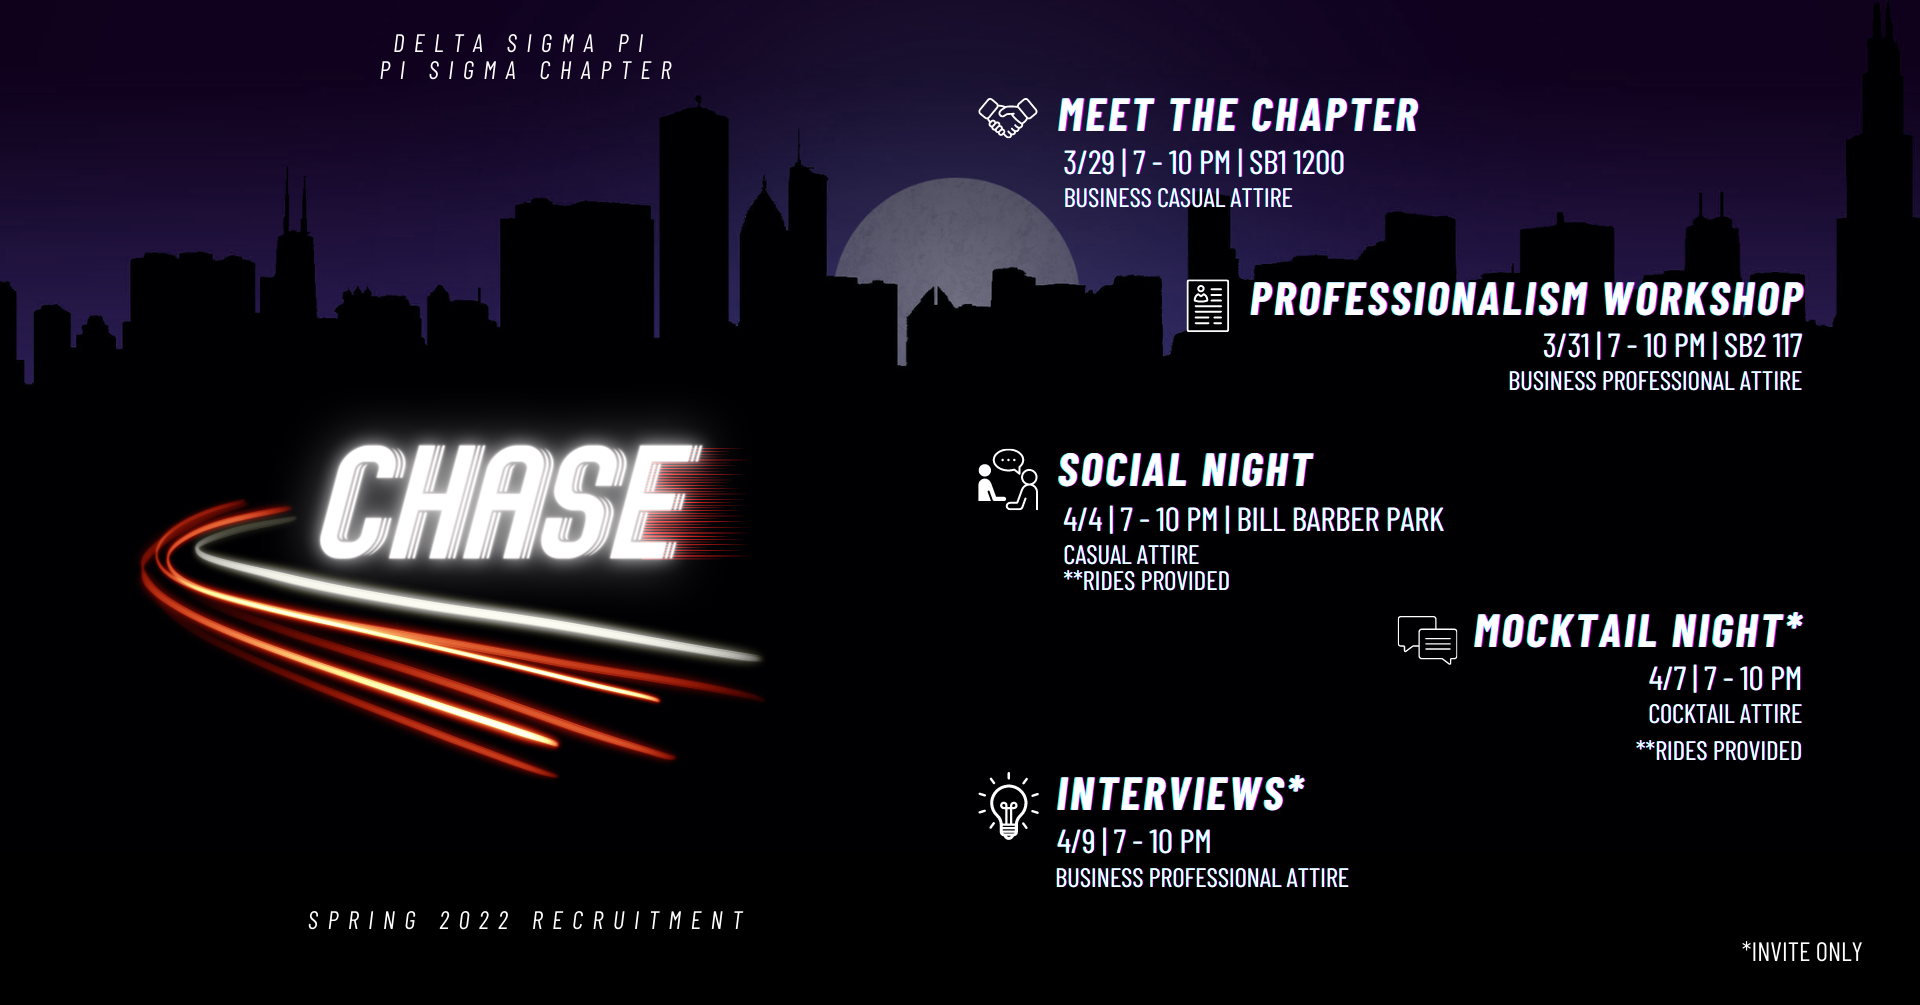 DELTA SIGMA PI
PI SIGMA CHAPTER
CHASE
SPRING 2022 RECRUITMENT
MEET THE CHAPTER
3/29 | 7 - 10 PM | SB1 1200
BUSINESS CASUAL ATTIRE
PROFESSIONALISM WORKSHOP
3/31 | 7 - 10 PM | SB2 117
BUSINESS PROFESSIONAL ATTIRE
SOCIAL NIGHT
4/4 | 7 - 10 PM | BILL BARBER PARK
CASUAL ATTIRE
**RIDES PROVIDED
MOCKTAIL NIGHT*
4/7 | 7 - 10 PM
COCKTAIL ATTIRE
**RIDES PROVIDED
INTERVIEWS*
4/9 | 7 - 10 PM
BUSINESS PROFESSIONAL ATTIRE
*INVITE ONLY